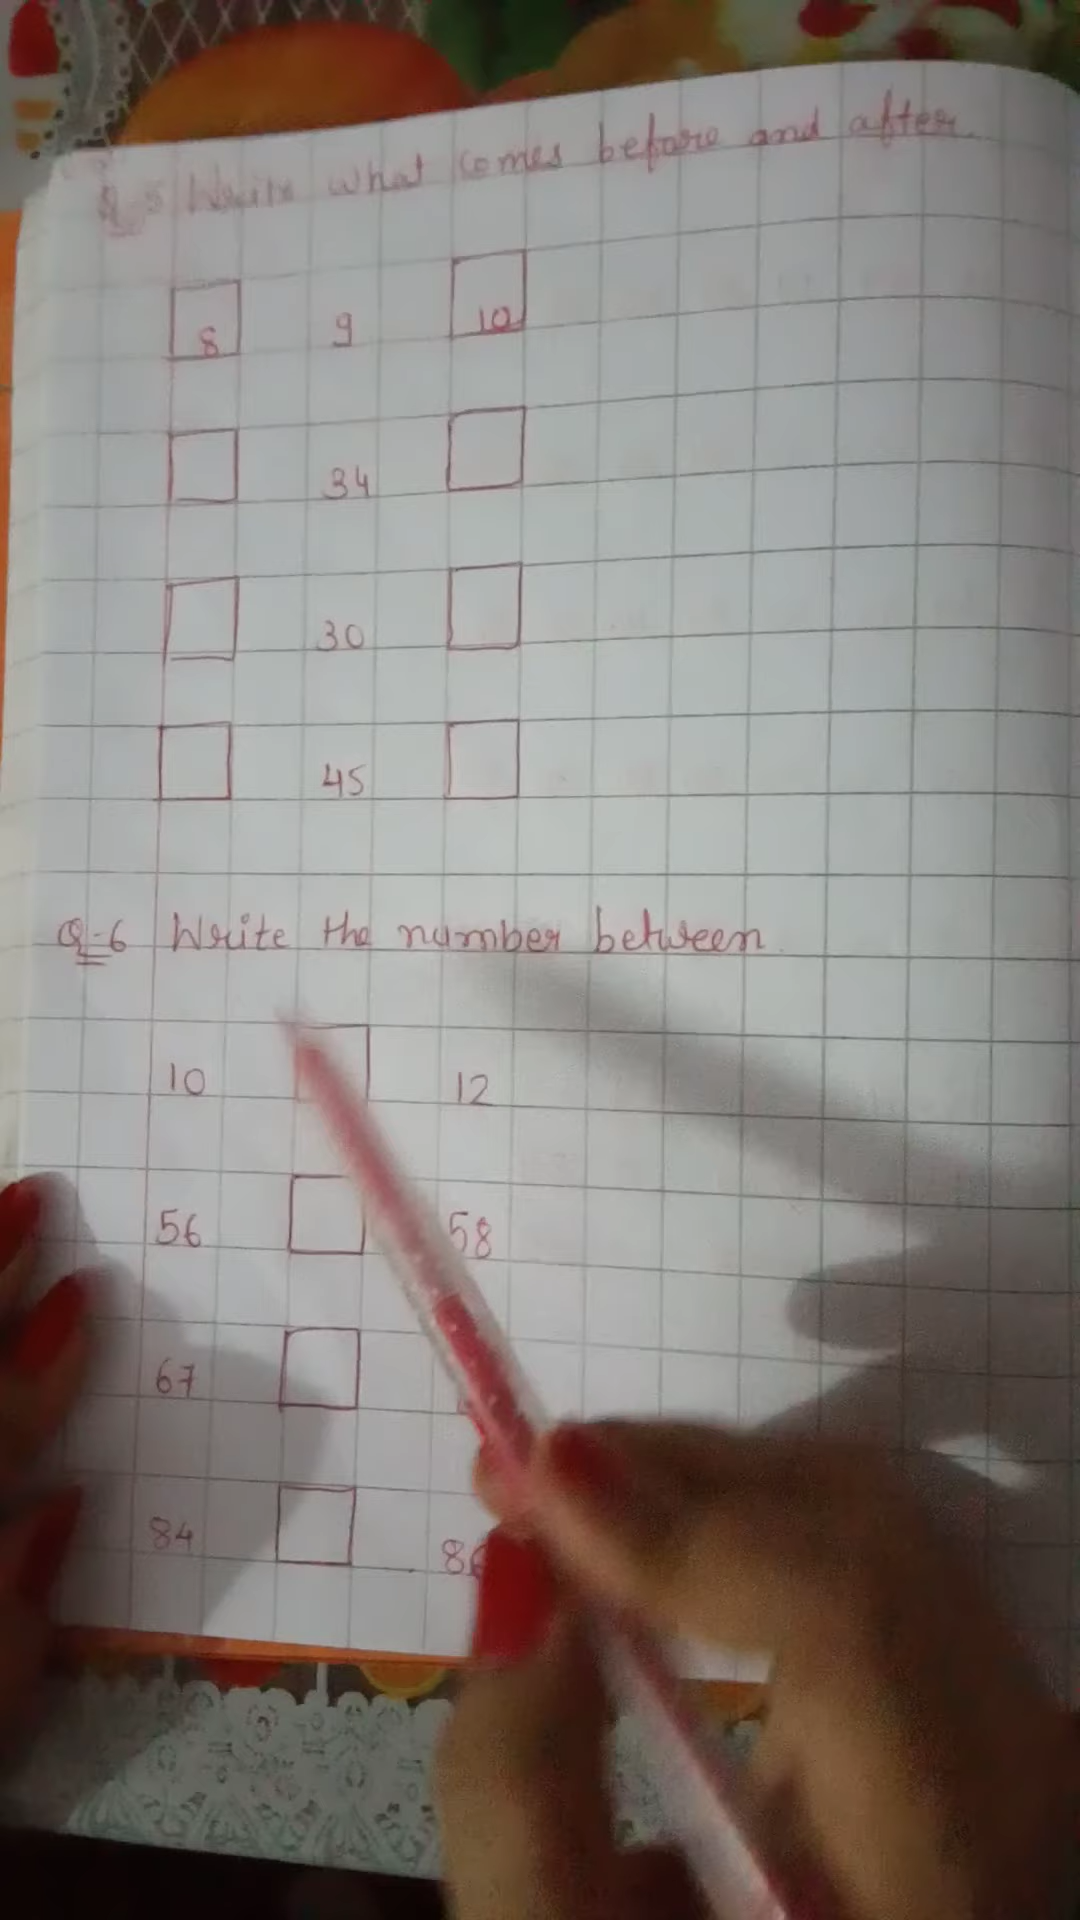 Q-5 Write what comes before and after
8 9 10
34
30
45
Q-6 Write the number between
10 12
56 58
67
84